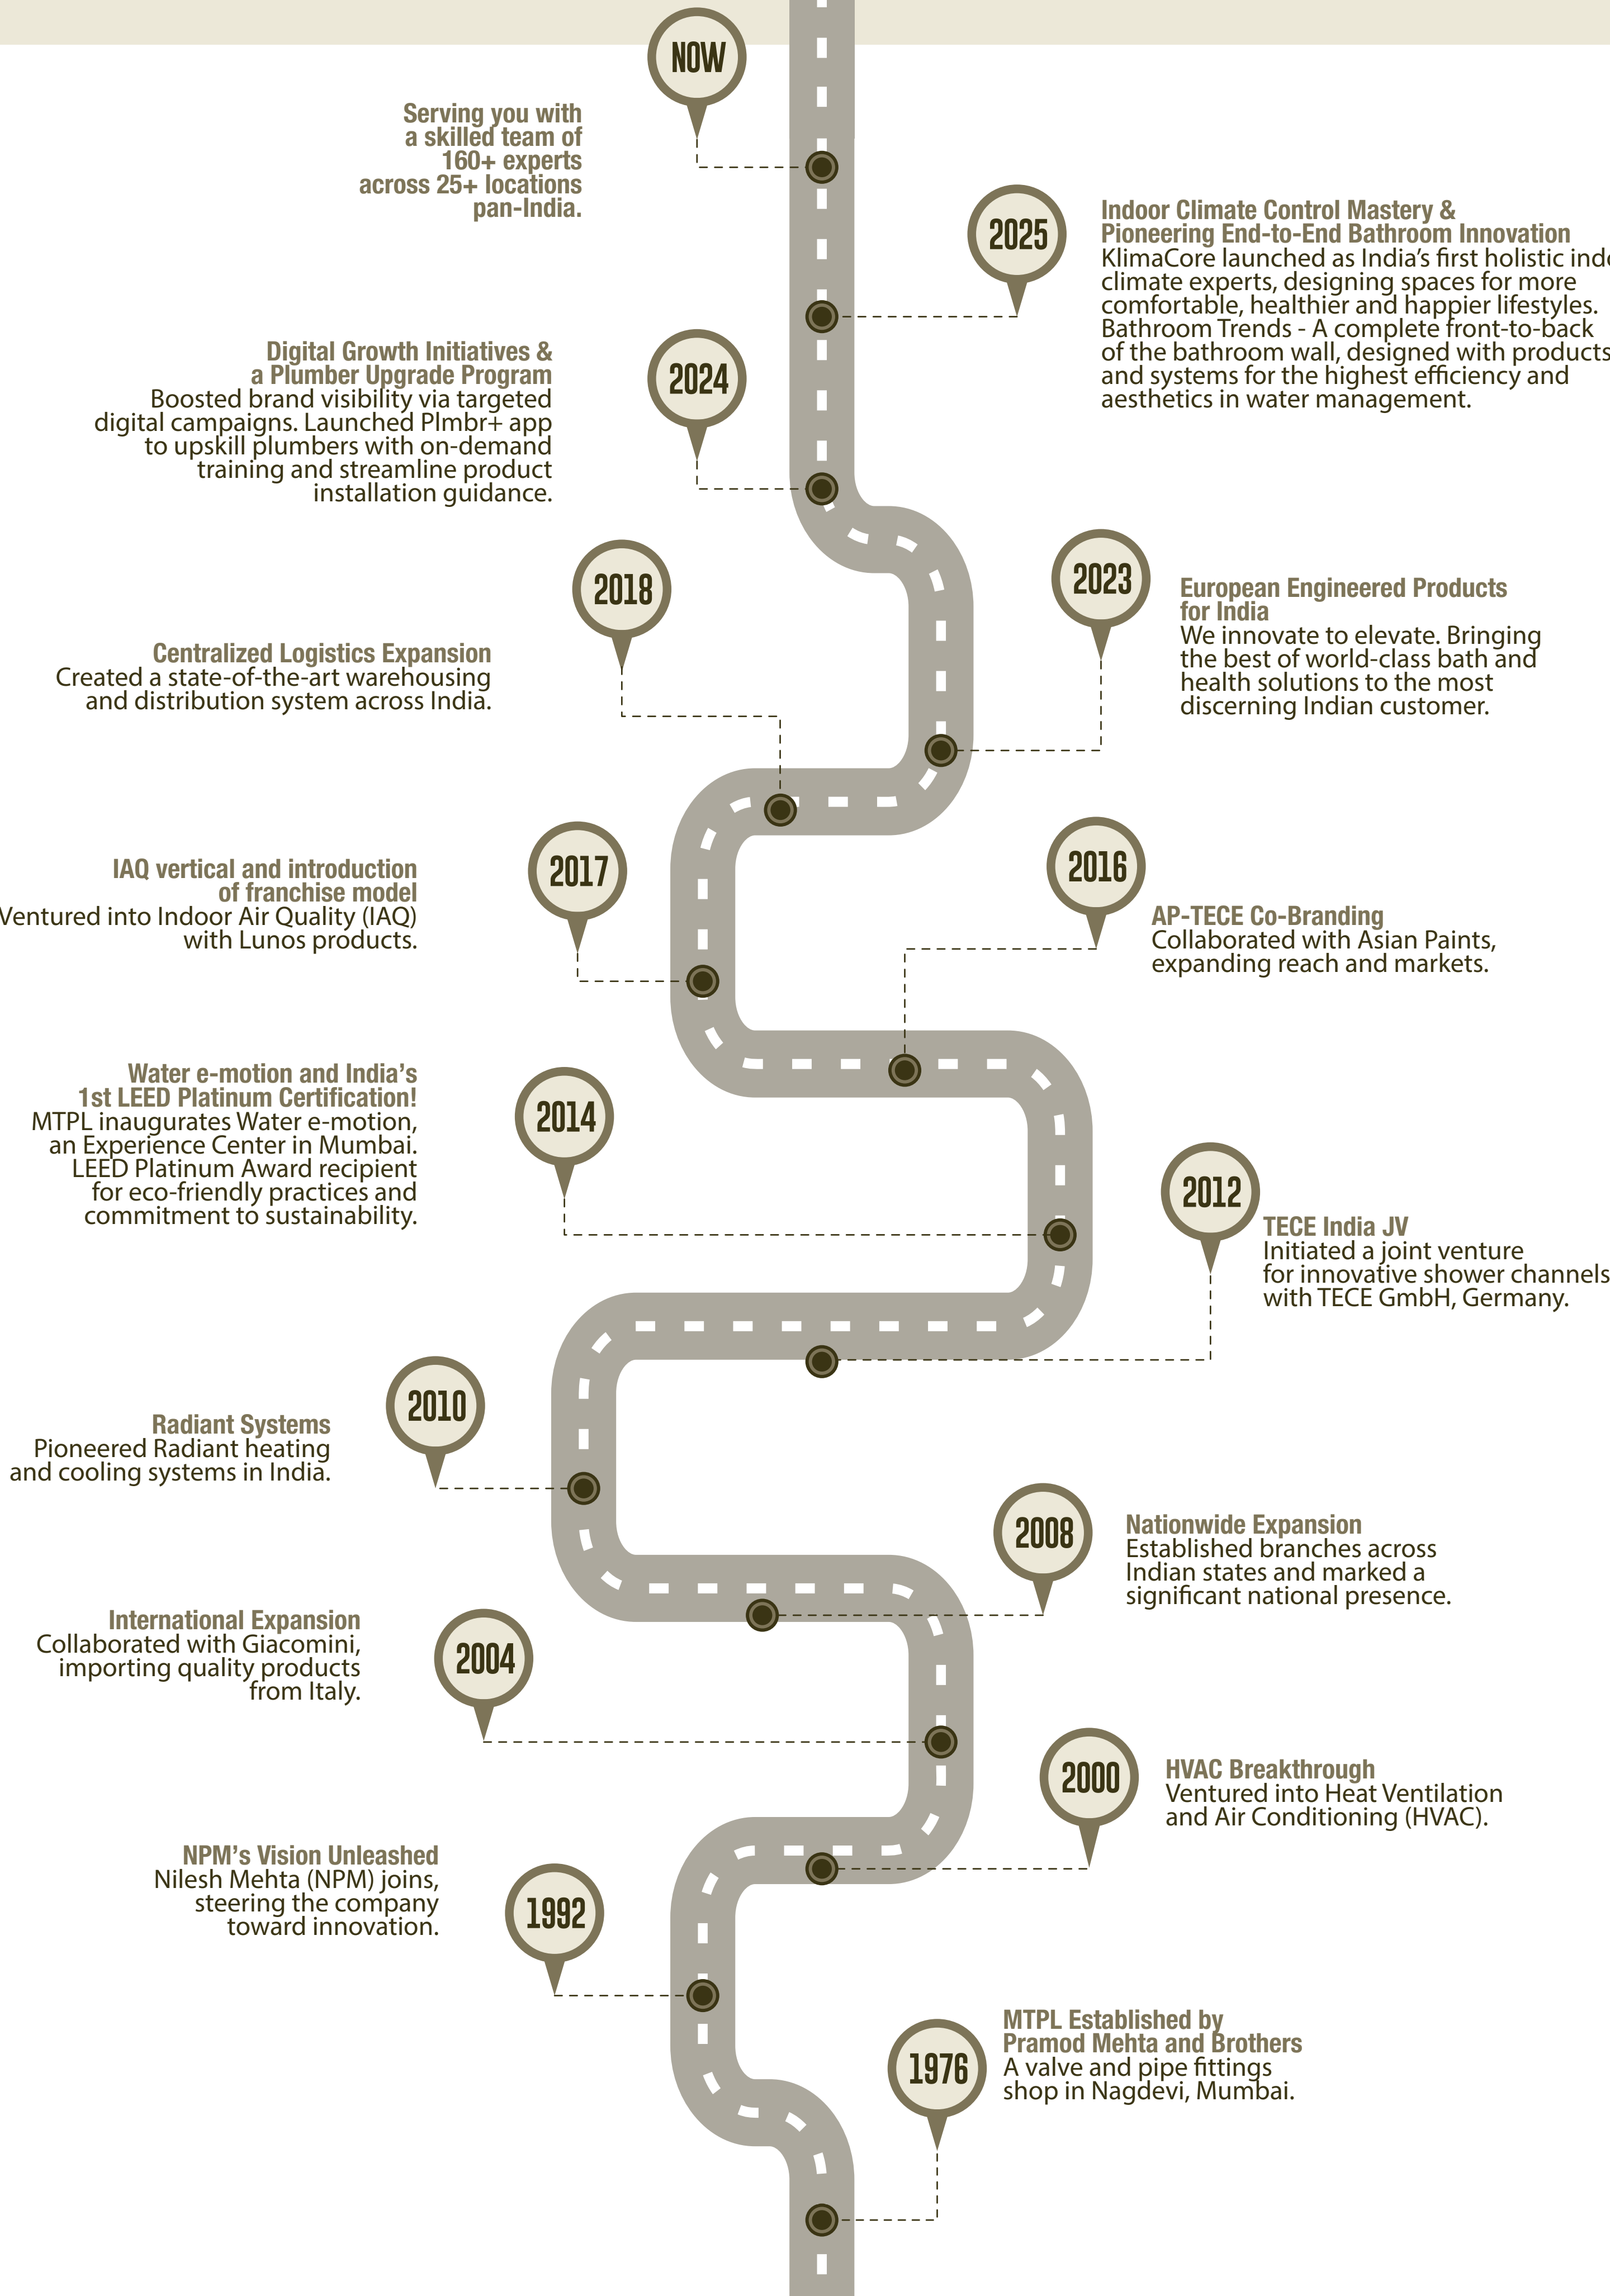 NOW
Serving you with
a skilled team of
160+ experts
across 25+ locations
pan-India.
2025
Indoor Climate Control Mastery &
Pioneering End-to-End Bathroom Innovation
KlimaCore launched as India’s first holistic
climate experts, designing spaces for more
comfortable, healthier and happier lifestyles.
Bathroom Trends - A complete front-to-back
of the bathroom wall, designed with products
and systems for the highest efficiency and
aesthetics in water management.
2024
Digital Growth Initiatives &
a Plumber Upgrade Program
Boosted brand visibility via targeted
digital campaigns. Launched Plmbr+ app
to upskill plumbers with on-demand
training and streamline product
installation guidance.
2023
European Engineered Products
for India
We innovate to elevate. Bringing
the best of world-class bath and
health solutions to the most
discerning Indian customer.
2018
Centralized Logistics Expansion
Created a state-of-the-art warehousing
and distribution system across India.
2017
IAQ vertical and introduction
of franchise model
Ventured into Indoor Air Quality (IAQ)
with Lunos products.
2016
AP-TECE Co-Branding
Collaborated with Asian Paints,
expanding reach and markets.
2014
Water e-motion and India’s
1st LEED Platinum Certification!
MTPL inaugurates Water e-motion,
an Experience Center in Mumbai.
LEED Platinum Award recipient
for eco-friendly practices and
commitment to sustainability.
2012
TECE India JV
Initiated a joint venture
for innovative shower channels
with TECE GmbH, Germany.
2010
Radiant Systems
Pioneered Radiant heating
and cooling systems in India.
2008
Nationwide Expansion
Established branches across
Indian states and marked a
significant national presence.
2004
International Expansion
Collaborated with Giacomini,
importing quality products
from Italy.
2000
HVAC Breakthrough
Ventured into Heat Ventilation
and Air Conditioning (HVAC).
1992
NPM’s Vision Unleashed
Nilesh Mehta (NPM) joins,
steering the company
toward innovation.
1976
MTPL Established by
Pramod Mehta and Brothers
A valve and pipe fittings
shop in Nagdevi, Mumbai.